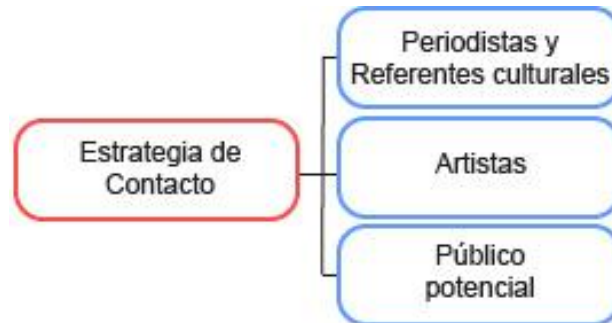 Estrategia de
Contacto
Periodistas y
Referentes culturales
Artistas
Público
potencial